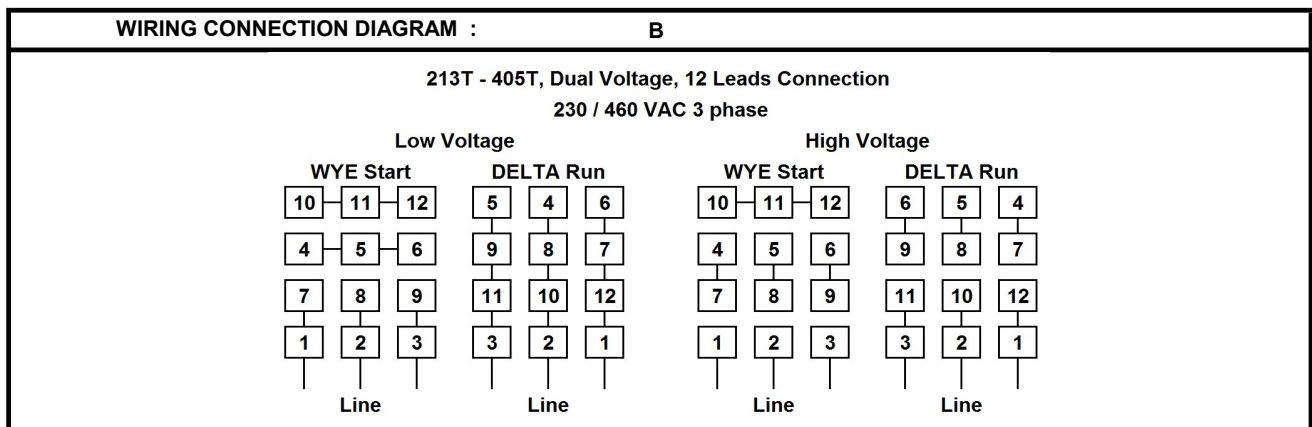 WIRING CONNECTION DIAGRAM : B
213T - 405T, Dual Voltage, 12 Leads Connection
230 / 460 VAC 3 phase
Low Voltage High Voltage
WYE Start DELTA Run WYE Start DELTA Run
10 11 12 5 4 6 10 11 12 6 5 4
4 5 6 9 8 7 4 5 6 9 8 7
7 8 9 11 10 12 7 8 9 11 10 12
1 2 3 3 2 1 1 2 3 3 2 1
Line Line Line Line